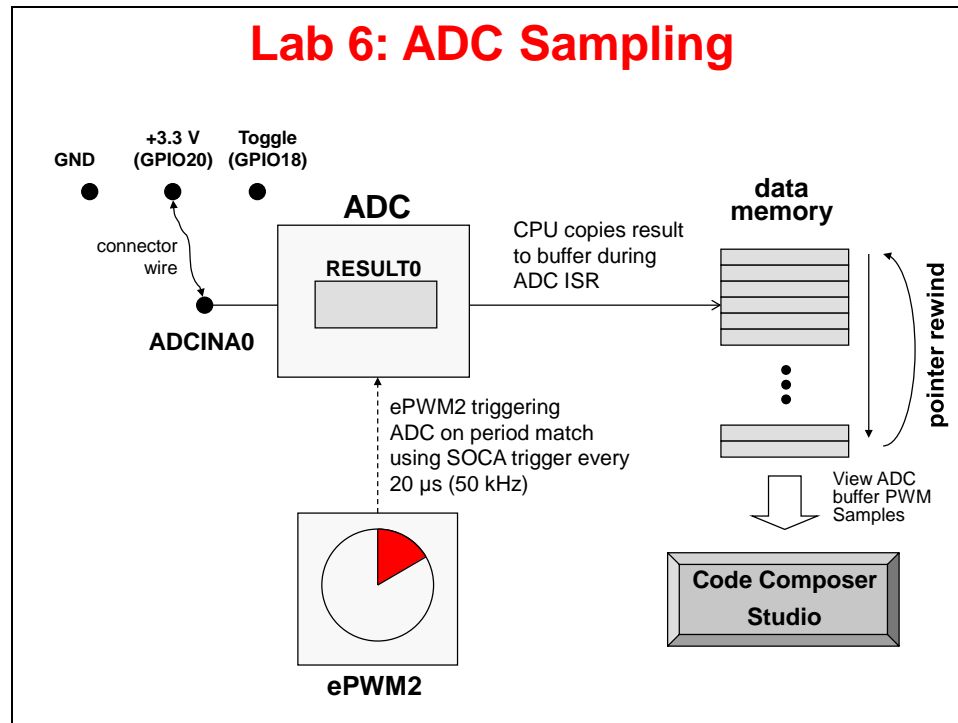 Lab 6: ADC Sampling
GND
+3.3 V
(GPIO20)
Toggle
(GPIO18)
connector
wire
ADCINA0
ADC
RESULT0
CPU copies result
to buffer during
ADC ISR
data
memory
pointer rewind
ePWM2 triggering
ADC on period match
using SOCA trigger every
20 µs (50 kHz)
View ADC
buffer PWM
Samples
Code Composer
Studio
ePWM2